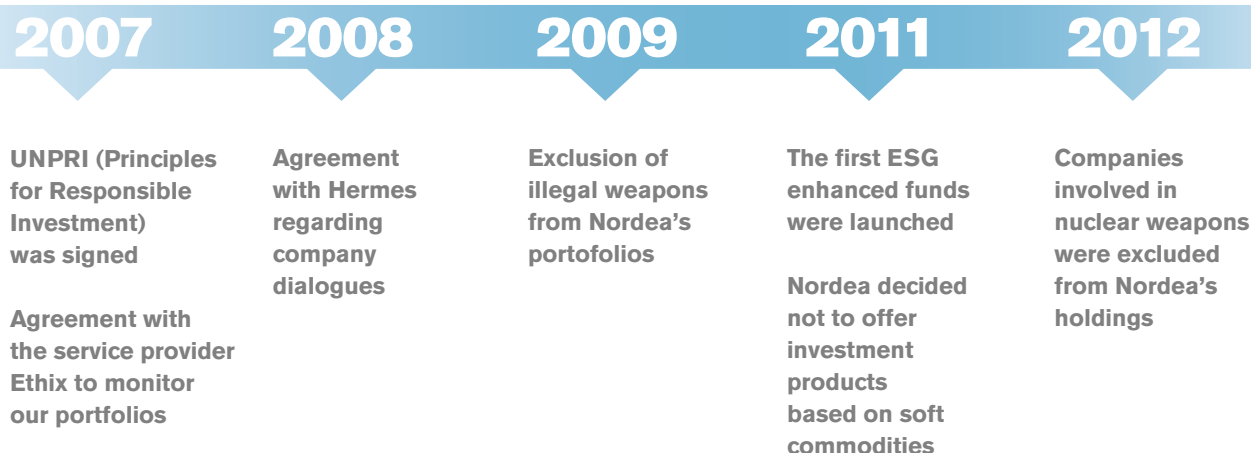 2007 2008 2009 2011 2012
UNPRI (Principles
for Responsible
Investment)
was signed
Agreement with
the service provider
Ethix to monitor
our portfolios
Agreement
with Hermes
regarding
company
dialogues
Exclusion of
illegal weapons
from Nordea’s
portofolios
The first ESG
enhanced funds
were launched
Nordea decided
not to offer
investment
products
based on soft
commodities
Companies
involved in
nuclear weapons
were excluded
from Nordea’s
holdings